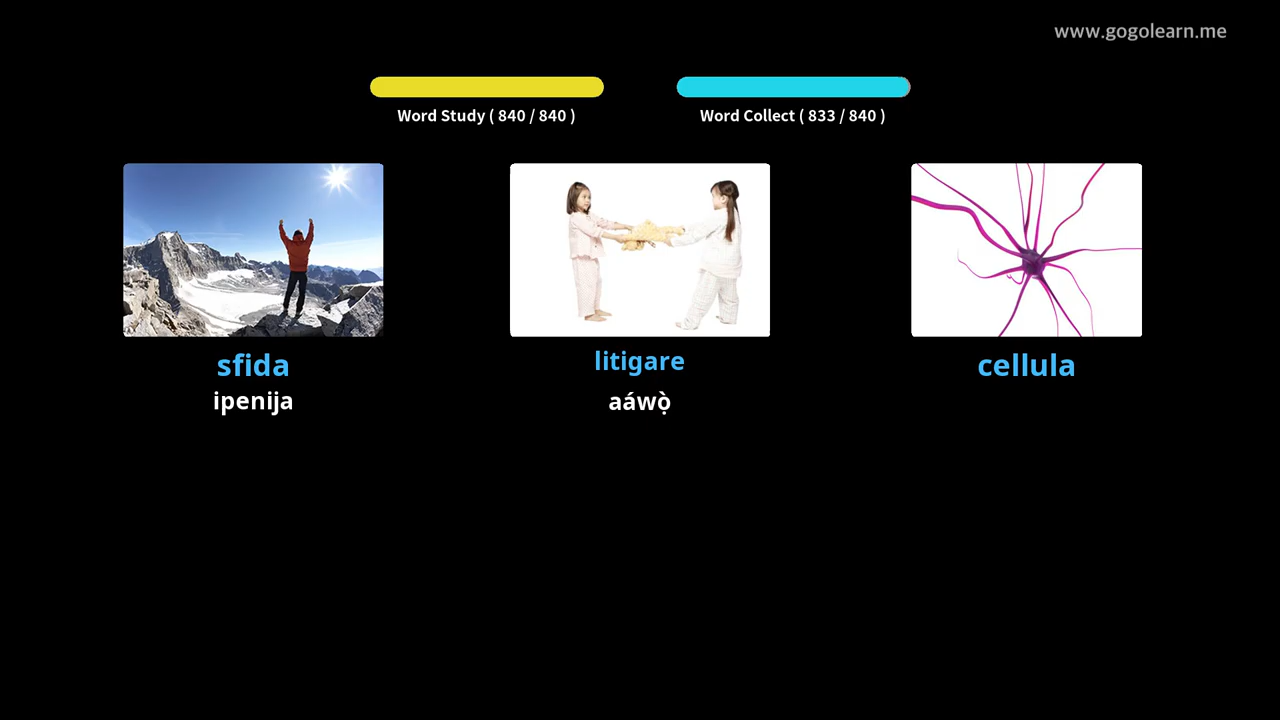 www.gogolearn.me
Word Study ( 840 / 840 )
Word Collect ( 833 / 840 )
sfida
litigare
cellula
ipenija
aáwọ̀